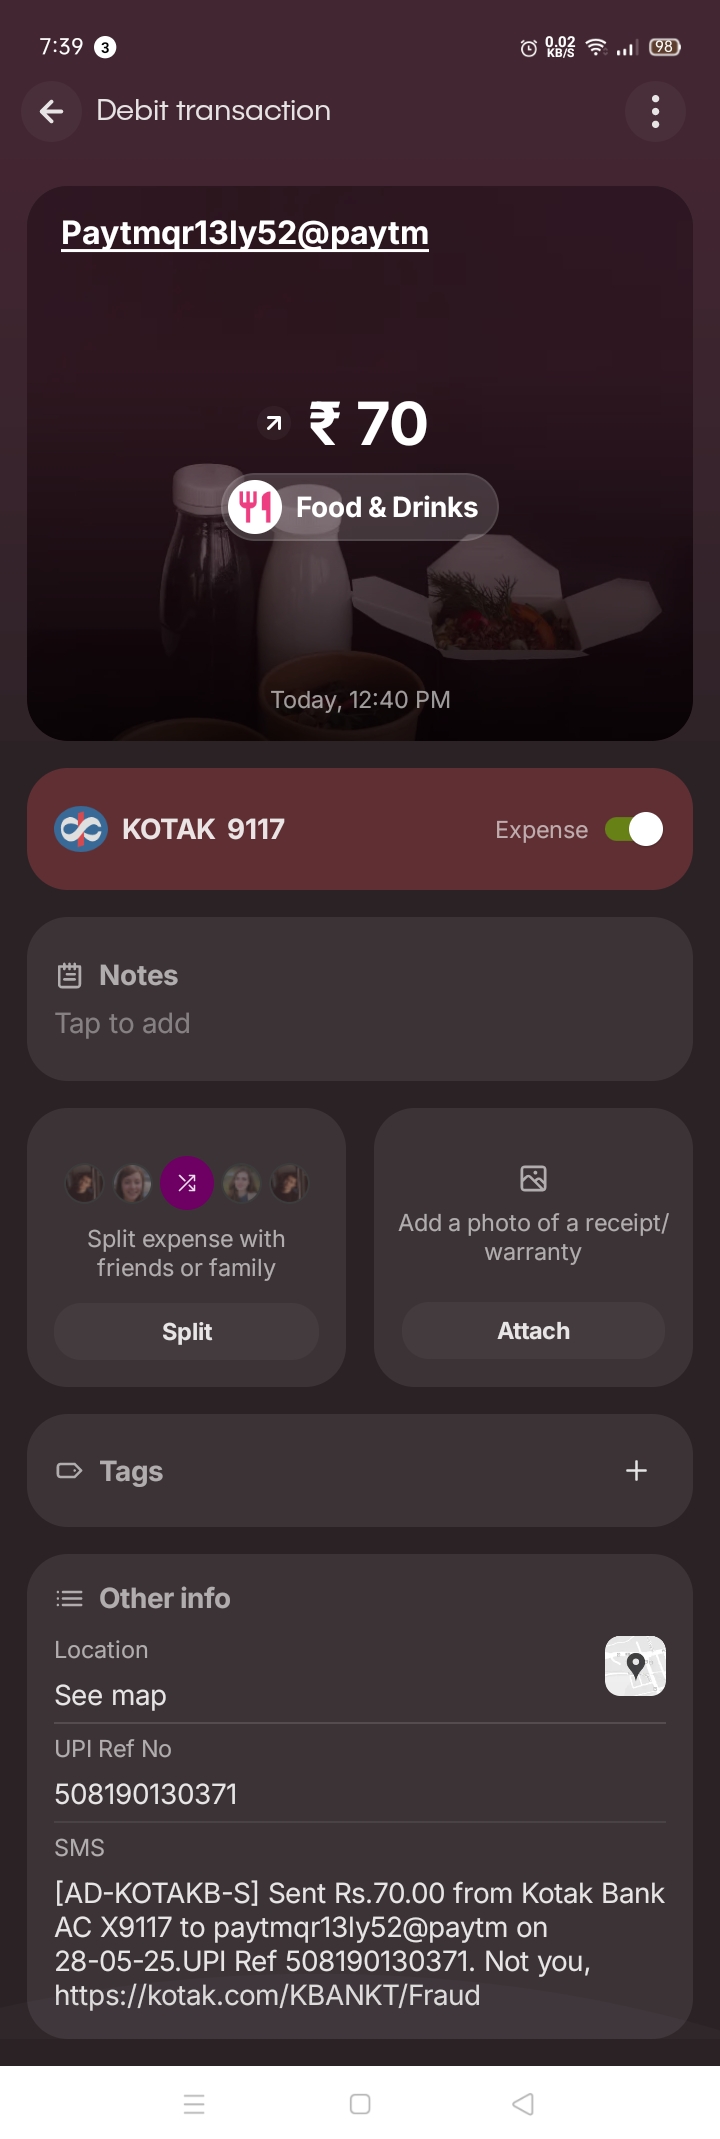 7:39 3 0.02 KB/S 98
Debit transaction
Paytmqr13ly52@paytm
₹ 70
Food & Drinks
Today, 12:40 PM
KOTAK 9117 Expense
Notes
Tap to add
Split expense with
friends or family
Split
Add a photo of a receipt/
warranty
Attach
Tags
Other info
Location
See map
UPI Ref No
508190130371
SMS
[AD-KOTAKB-S] Sent Rs.70.00 from Kotak Bank
AC X9117 to paytmqr13ly52@paytm on
28-05-25.UPI Ref 508190130371. Not you,
https://kotak.com/KBANKT/Fraud